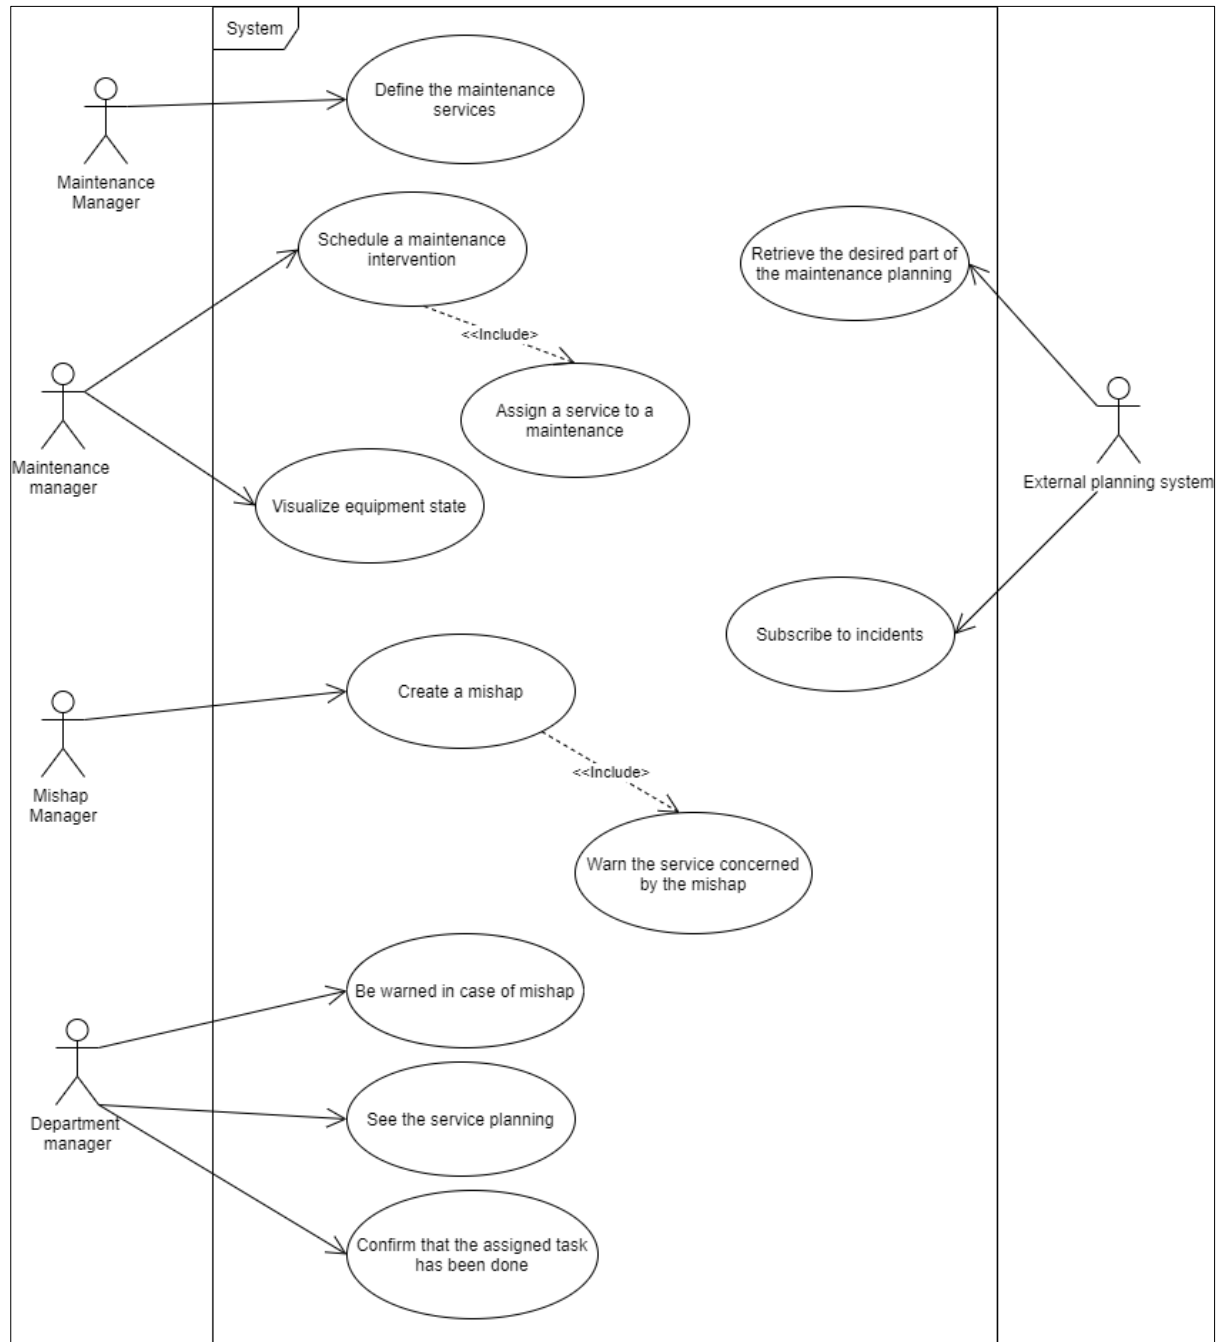 System
Define the maintenance
services
Maintenance
Manager
Schedule a maintenance
intervention
Retrieve the desired part of
the maintenance planning
<<Include>
Assign a service to a
maintenance
Maintenance
manager
External planning system
Visualize equipment state
Subscribe to incidents
Create a mishap
Mishap
Manager
<<Include>
Warn the service concerned
by the mishap
Be warned in case of mishap
See the service planning
Department
manager
Confirm that the assigned task
has been done